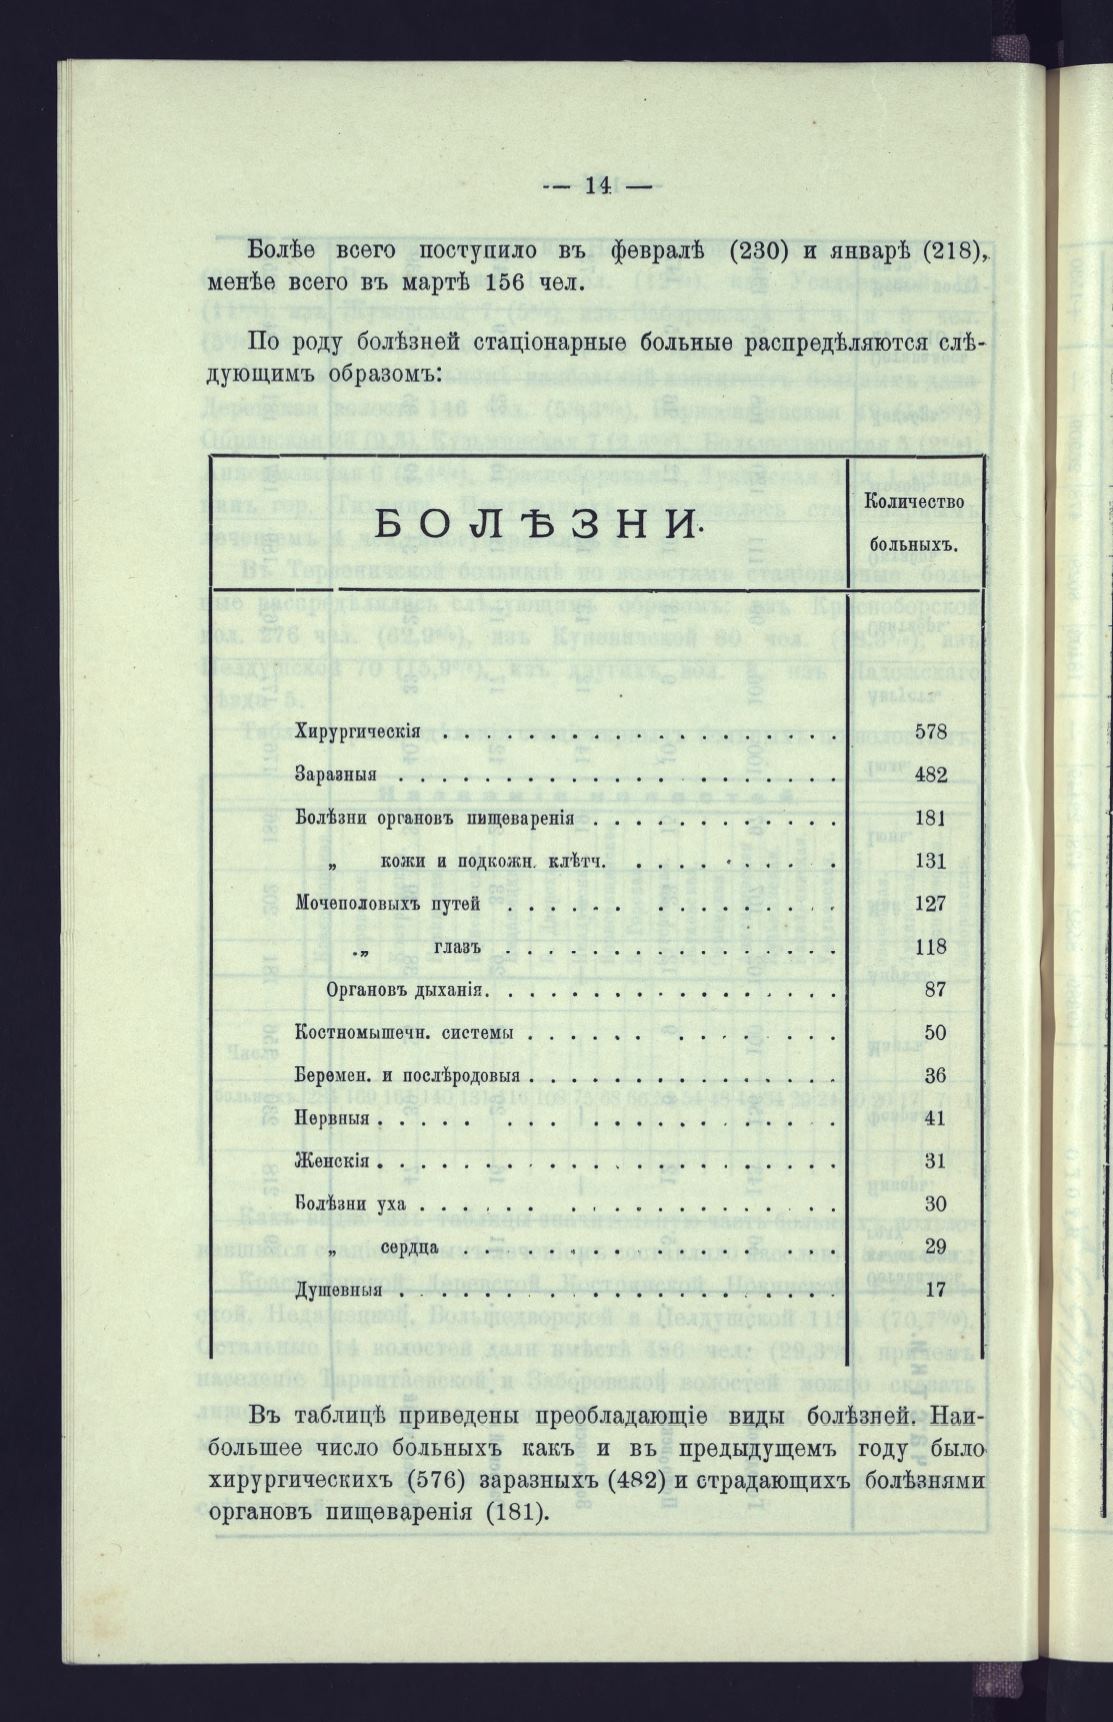 — 14 —
Болѣе всего поступило въ февралѣ (230) и январѣ (218),
менѣе всего въ мартѣ 156 чел.
По роду болѣзней стаціонарные больные распредѣляются слѣ-
дующимъ образомъ:
БОЛѢЗНИ.
Количество
больныхъ.
Хирургическія . . . . . . . . . . . . . . . . . . . 578
Заразныя . . . . . . . . . . . . . . . . . . . . . 482
Болѣзни органовъ пищеваренія . . . . . . . . . . . . 181
„ кожи и подкожн. клѣтч. . . . . . . . . . . . 131
Мочеполовыхъ путей . . . . . . . . . . . . . . . . 127
„ глазъ . . . . . . . . . . . . . . . . 118
Органовъ дыханія. . . . . . . . . . . . . . . . . 87
Костномышечн. системы . . . . . . . . . . . . . . . 50
Беремен. и послѣродовыя . . . . . . . . . . . . . . . 36
Нервныя . . . . . . . . . . . . . . . . . . . . . 41
Женскія . . . . . . . . . . . . . . . . . . . . . . 31
Болѣзни уха . . . . . . . . . . . . . . . . . . . . 30
„ сердца . . . . . . . . . . . . . . . . . . 29
Душевныя . . . . . . . . . . . . . . . . . . . . . 17
Въ таблицѣ приведены преобладающіе виды болѣзней. Наи-
большее число больныхъ какъ и въ предыдущемъ году было
хирургическихъ (576) заразныхъ (482) и страдающихъ болѣзнями
органовъ пищеваренія (181).